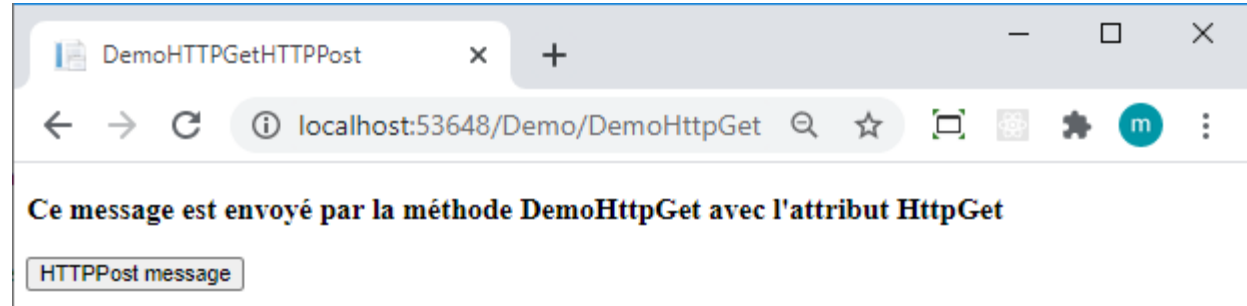 DemoHTTPGetHTTPPost
localhost:53648/Demo/DemoHttpGet
m
Ce message est envoyé par la méthode DemoHttpGet avec l'attribut HttpGet
HTTPPost message